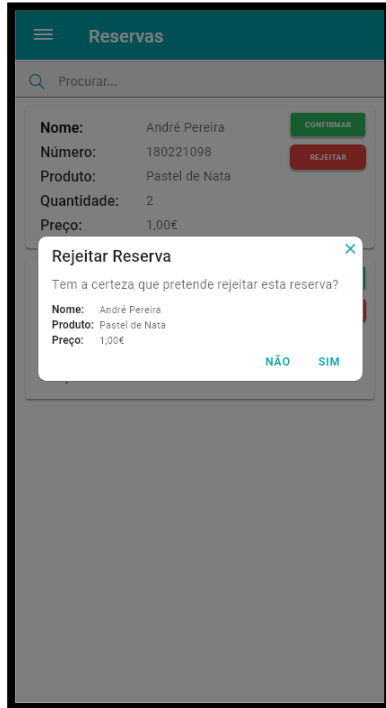 Reservas
Procurar...
Nome: André Pereira CONFIRMAR
Número: 180221098 REJEITAR
Produto: Pastel de Nata
Quantidade: 2
Preço: 1,00€
Rejeitar Reserva
Tem a certeza que pretende rejeitar esta reserva?
Nome: André Pereira
Produto: Pastel de Nata
Preço: 1,00€
NÃO SIM